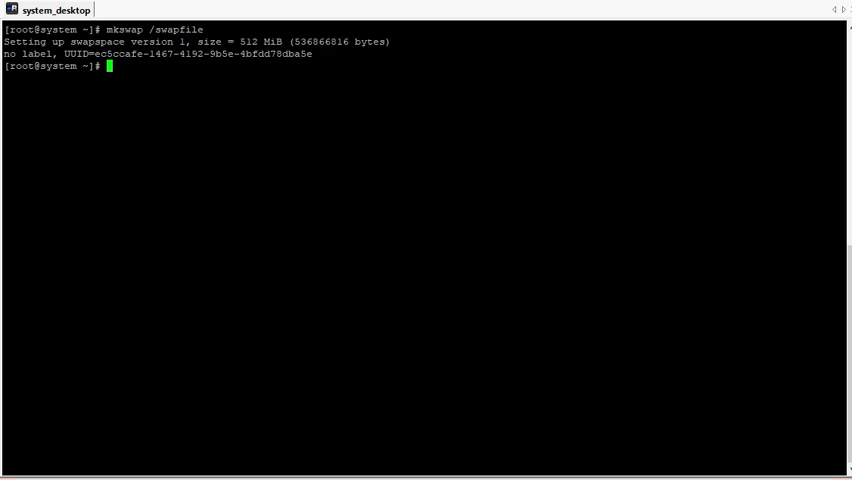 system_desktop
[root@system ~]# mkswap /swapfile
Setting up swapspace version 1, size = 512 MiB (536866816 bytes)
no label, UUID=ec5ccafe-1467-4192-9b5e-4bfdd78dba5e
[root@system ~]#